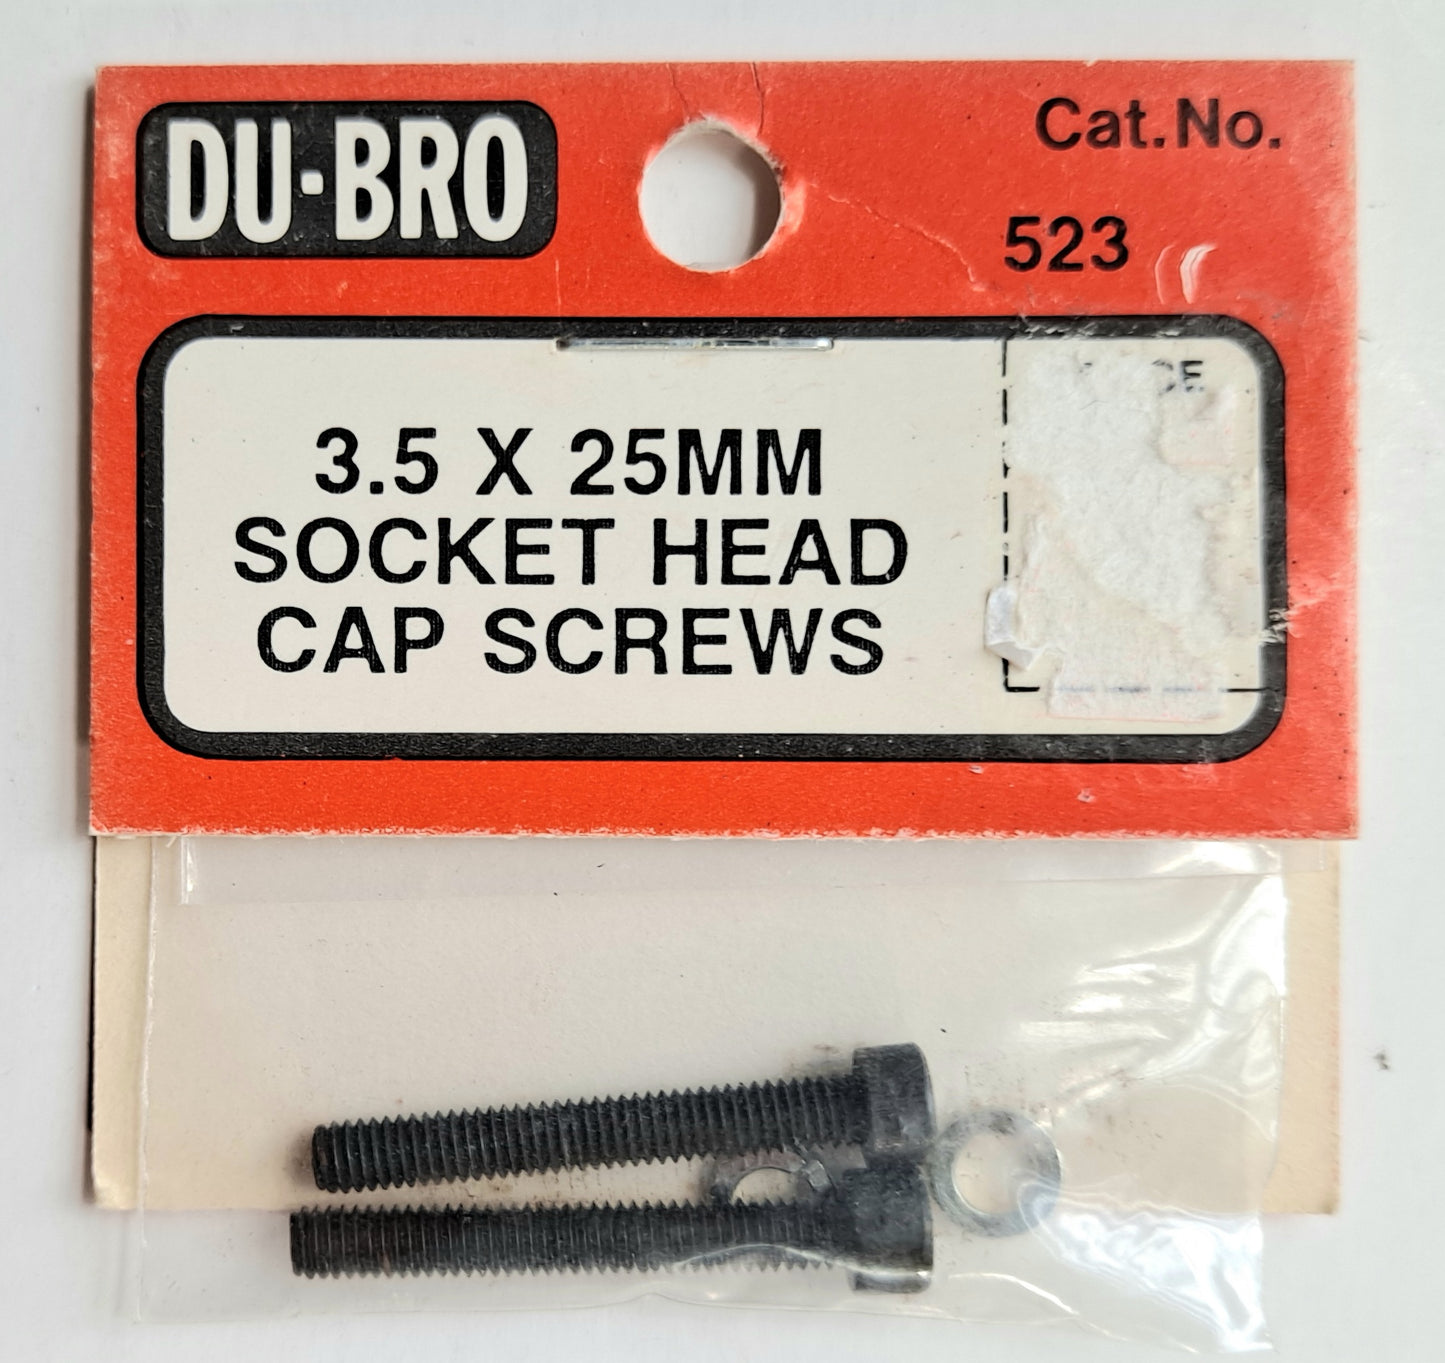 DU-BRO
Cat. No.
523
3.5 X 25MM
SOCKET HEAD
CAP SCREWS